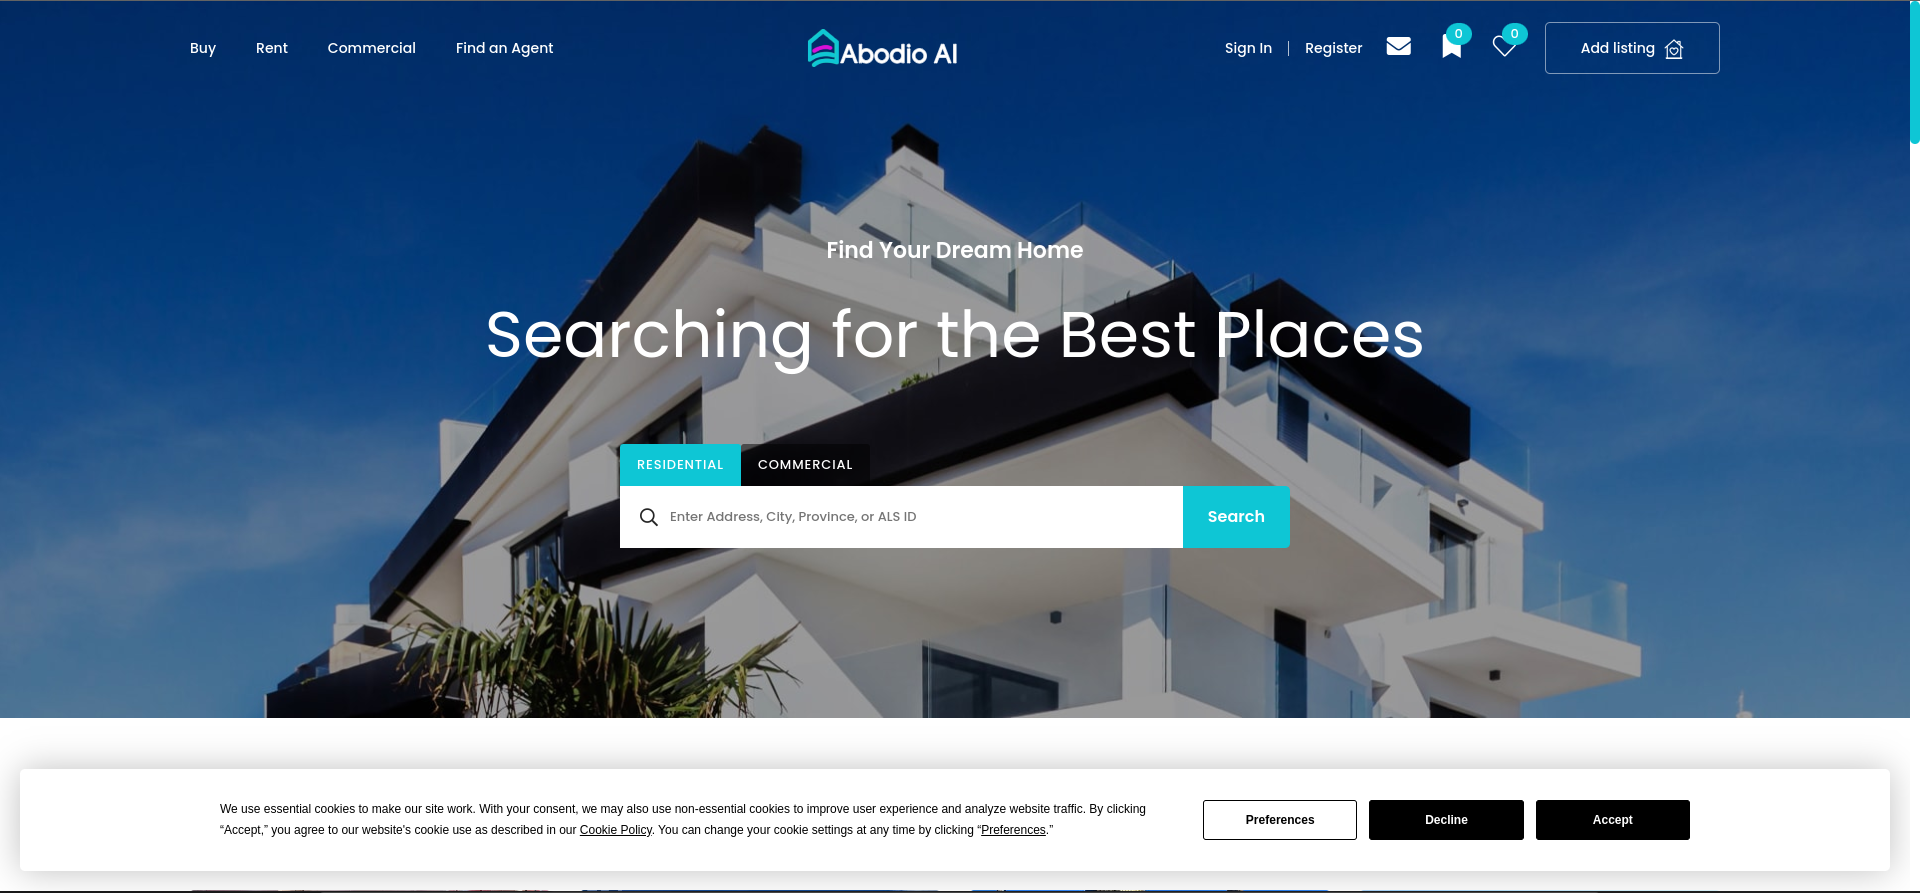 Buy
Rent
Commercial
Find an Agent
Abodio AI
Sign In
Register
0
0
Add listing
Find Your Dream Home
Searching for the Best Places
RESIDENTIAL
COMMERCIAL
Enter Address, City, Province, or ALS ID
Search
We use essential cookies to make our site work. With your consent, we may also use non-essential cookies to improve user experience and analyze website traffic. By clicking
“Accept,” you agree to our website's cookie use as described in our Cookie Policy. You can change your cookie settings at any time by clicking “Preferences.”
Preferences
Decline
Accept